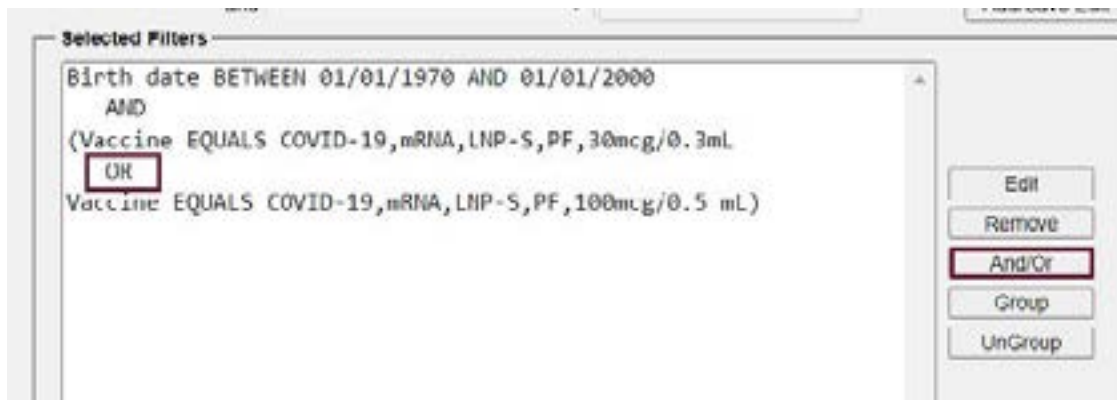 Selected Filters
Birth date BETWEEN 01/01/1970 AND 01/01/2000
AND
(Vaccine EQUALS COVID-19,mRNA,LNP-S,PF,30mcg/0.3mL
OR
Vaccine EQUALS COVID-19,mRNA,LNP-S,PF,100mcg/0.5 mL)
Edit
Remove
And/Or
Group
UnGroup